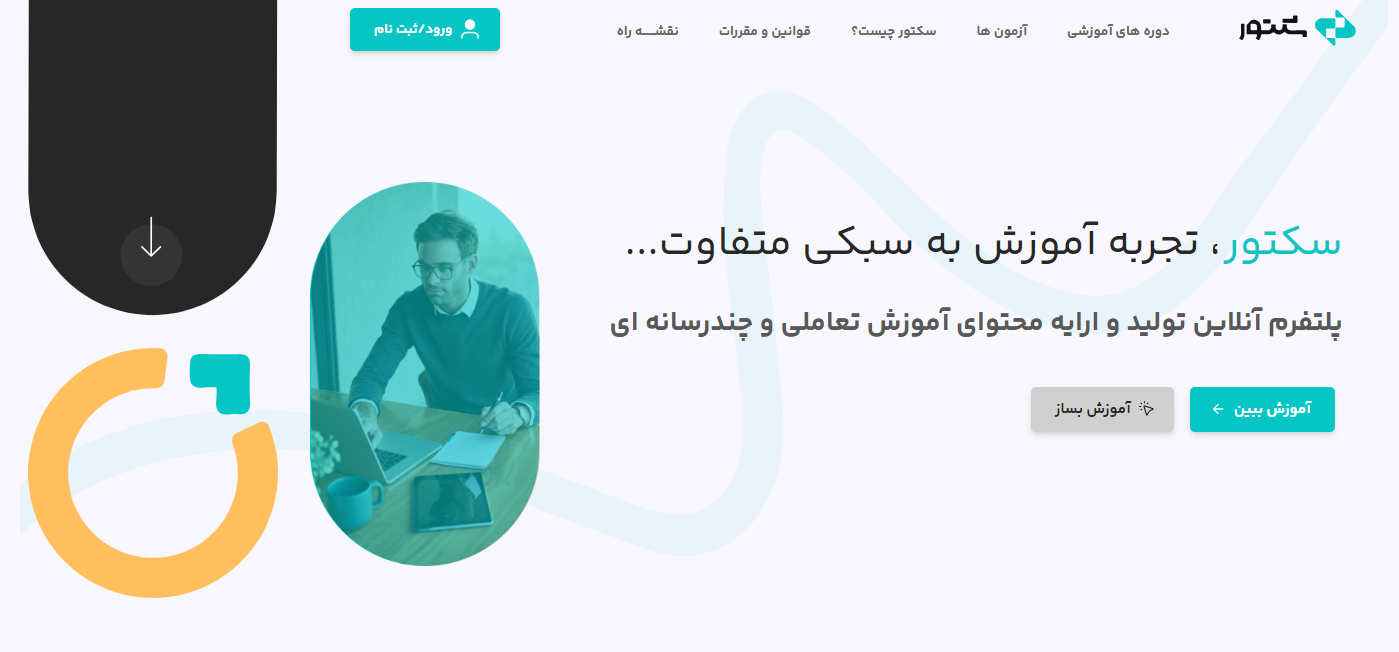 سکتور
دوره های آموزشی
آزمون ها
سکتور چیست؟
قوانین و مقررات
نقشـــه راه
ورود/ثبت نام
سکتور، تجربه آموزش به سبکی متفاوت...
پلتفرم آنلاین تولید و ارایه محتوای آموزش تعاملی و چندرسانه ای
آموزش ببین
آموزش بساز